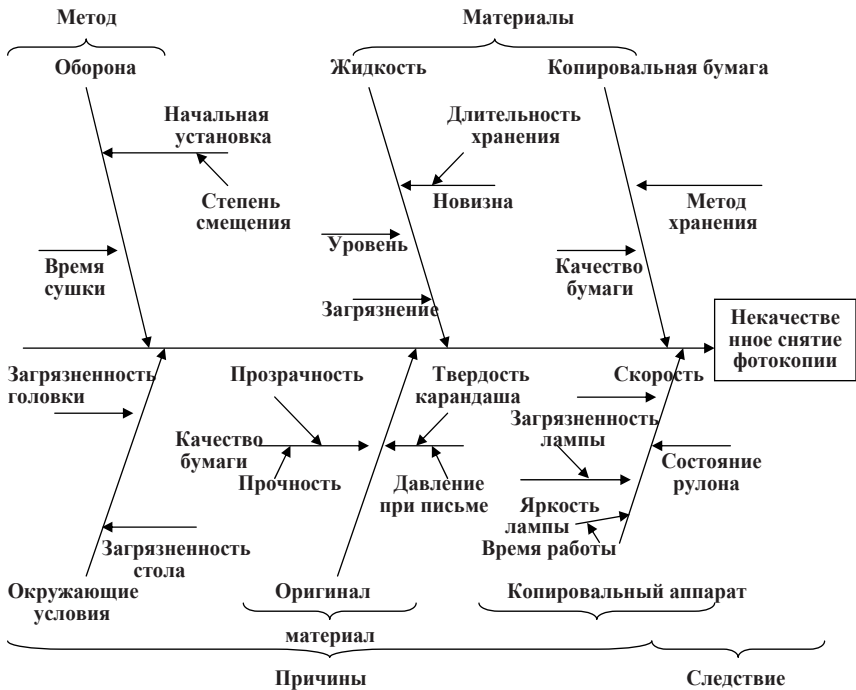 Метод
Материалы
Оборона
Жидкость
Копировальная бумага
Начальная
установка
Длительность
хранения
Степень
смещения
Новизна
Метод
хранения
Уровень
Время
сушки
Качество
бумаги
Загрязнение
Некачестве
нное снятие
фотокопии
Загрязненность
головки
Прозрачность
Твердость
карандаша
Скорость
Загрязненность
лампы
Качество
бумаги
Прочность
Давление
при письме
Состояние
рулона
Яркость
лампы
Время работы
Загрязненность
стола
Окружающие
условия
Оригинал
Копировальный аппарат
материал
Причины
Следствие